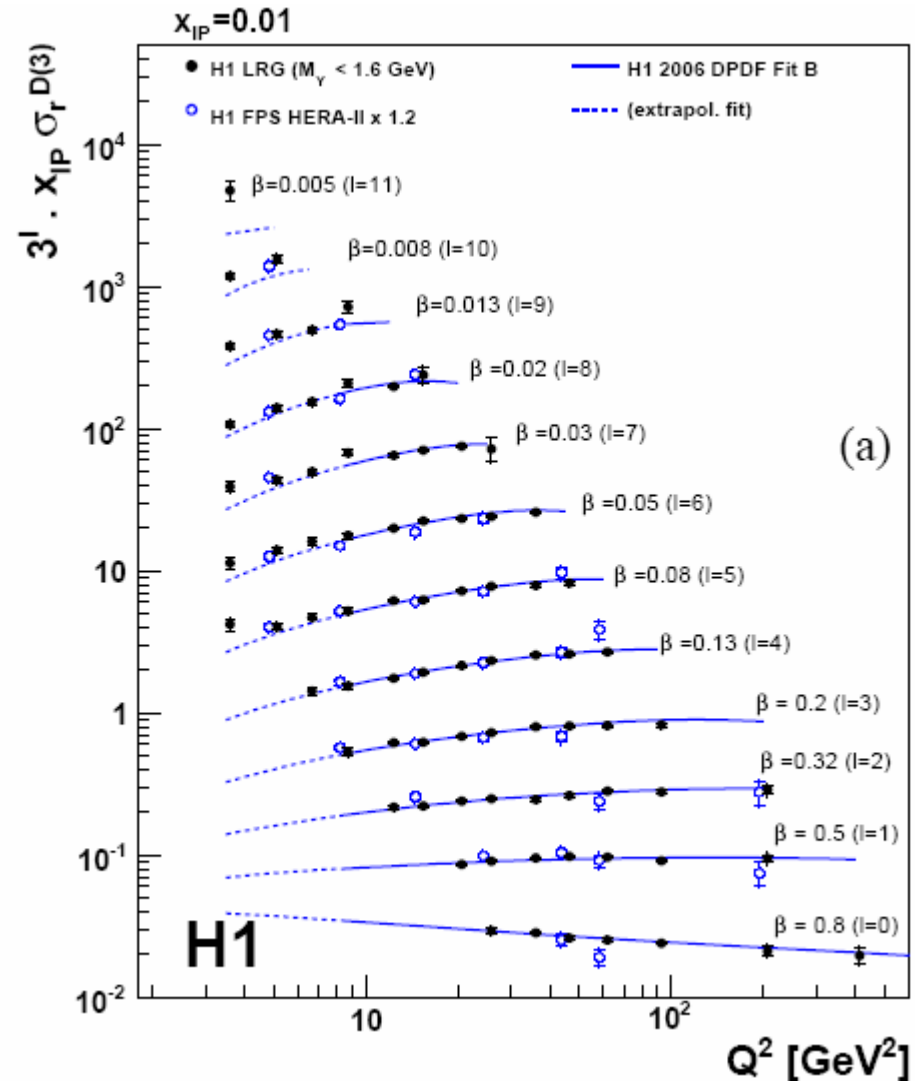 x_IP=0.01
H1 LRG (M_Y < 1.6 GeV)
H1 2006 DPDF Fit B
H1 FPS HERA-II x 1.2
(extrapol. fit)
3^l . x_IP σ_r^D(3)
10^4
β=0.005 (l=11)
β=0.008 (l=10)
10^3
β=0.013 (l=9)
β =0.02 (l=8)
10^2
β =0.03 (l=7)
(a)
β =0.05 (l=6)
10
β =0.08 (l=5)
β =0.13 (l=4)
1
β = 0.2 (l=3)
β =0.32 (l=2)
β = 0.5 (l=1)
10^-1
β = 0.8 (l=0)
H1
10^-2
10
10^2
Q^2 [GeV^2]